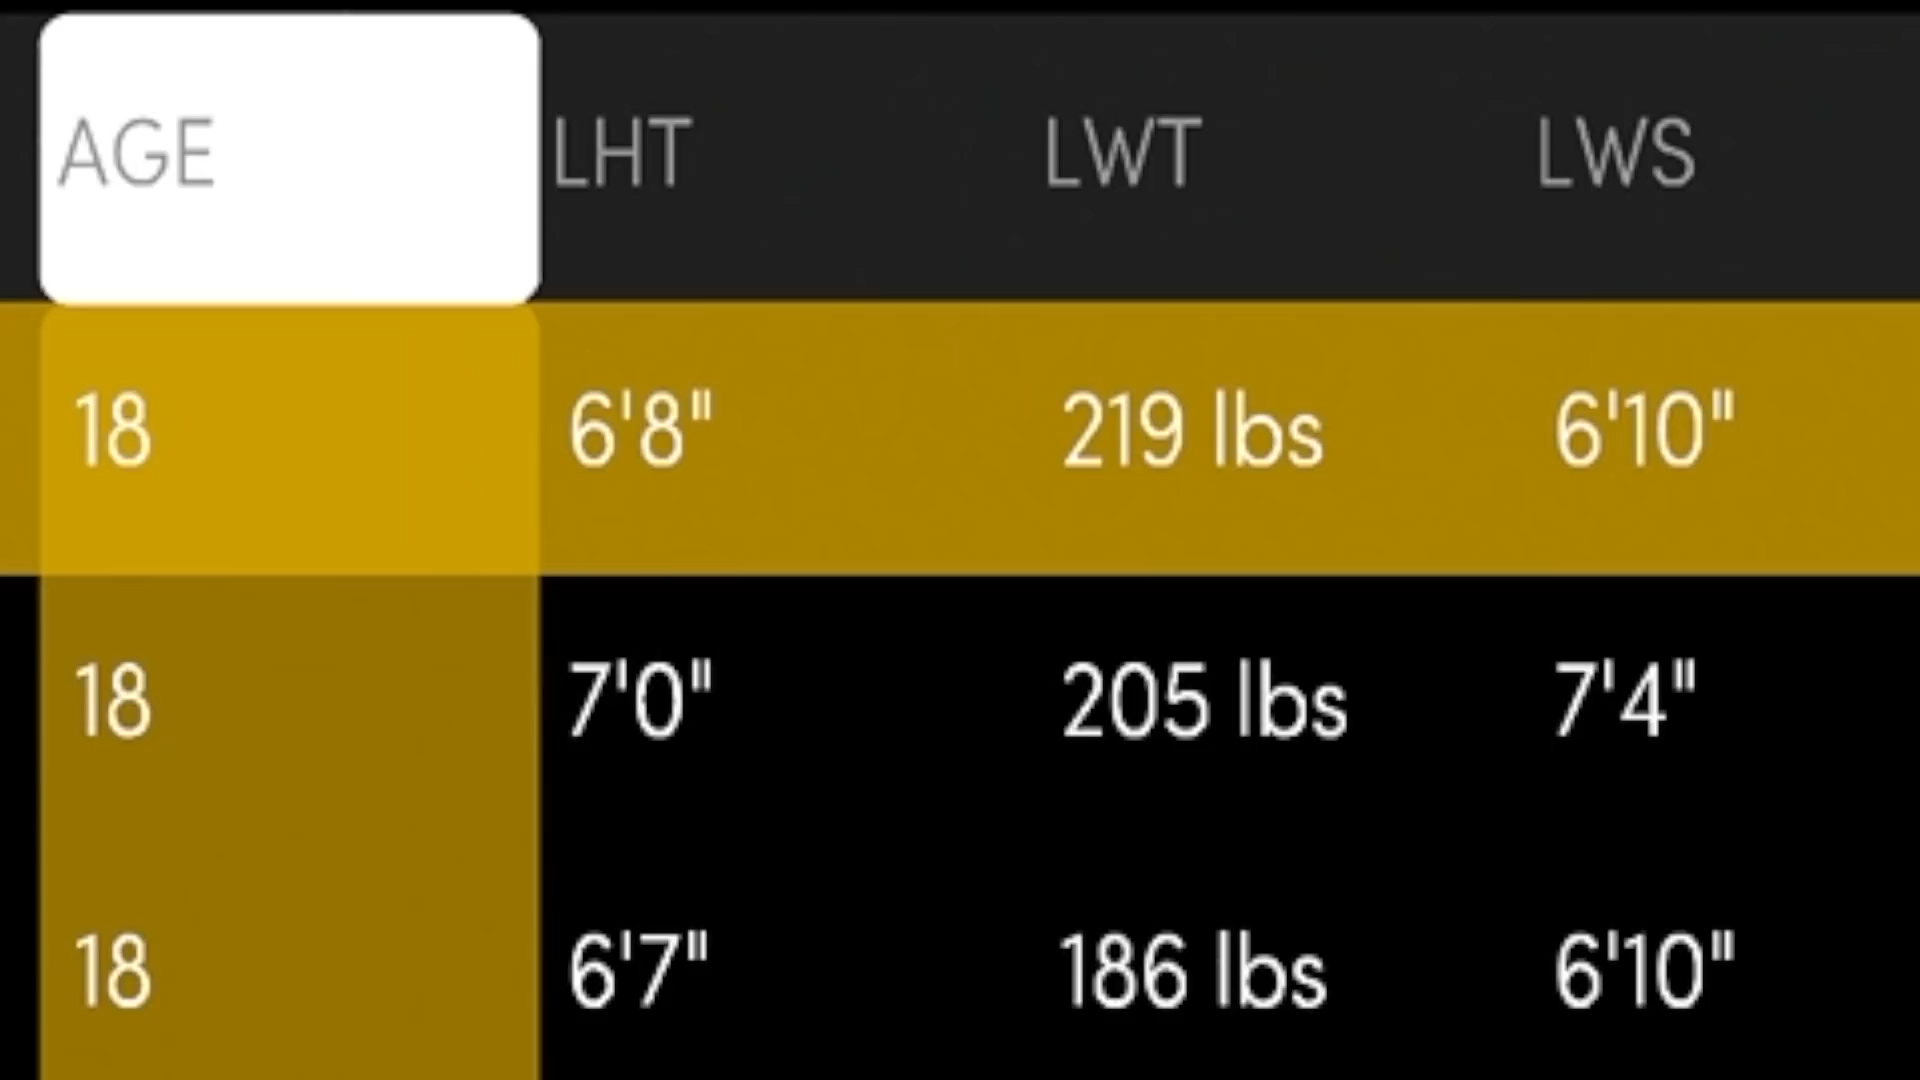 AGE LHT LWT LWS
18 6'8" 219 lbs 6'10"
18 7'0" 205 lbs 7'4"
18 6'7" 186 lbs 6'10"